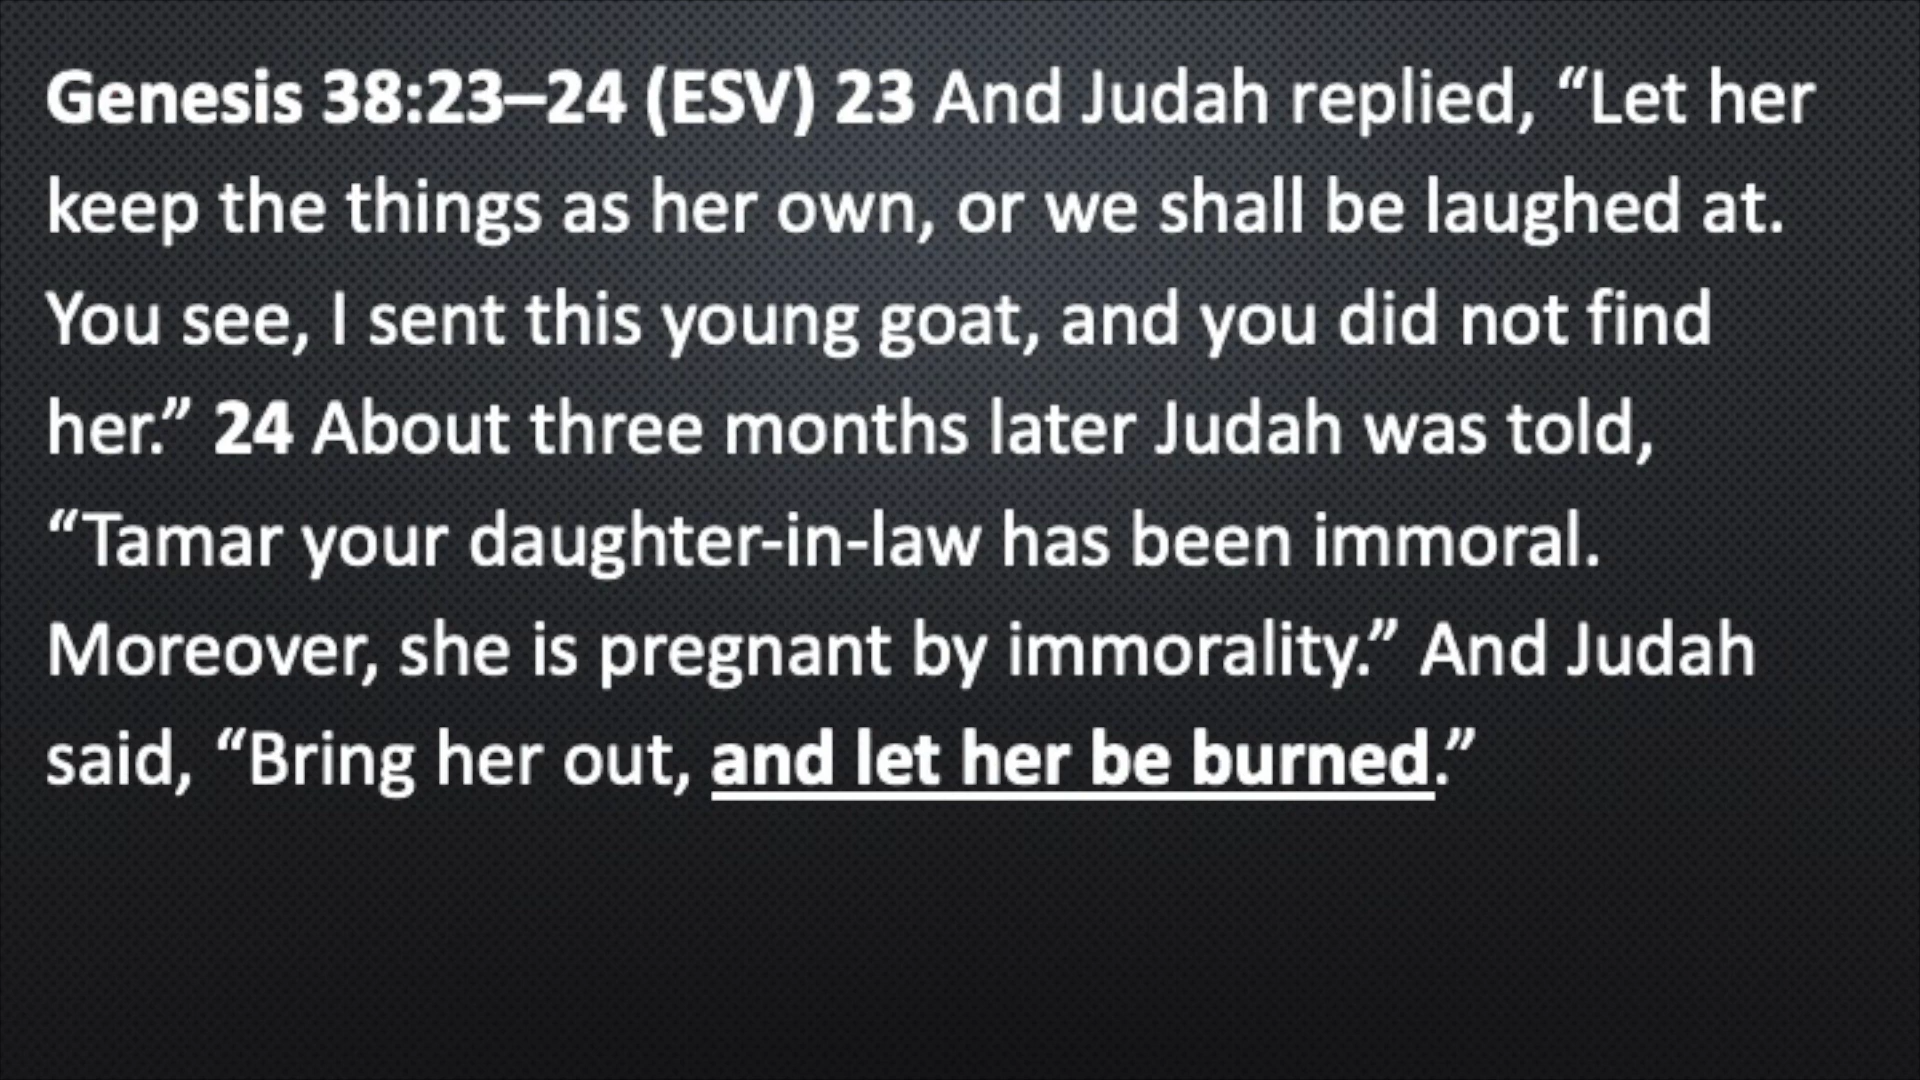 Genesis 38:23–24 (ESV) 23 And Judah replied, “Let her
keep the things as her own, or we shall be laughed at.
You see, I sent this young goat, and you did not find
her.” 24 About three months later Judah was told,
“Tamar your daughter-in-law has been immoral.
Moreover, she is pregnant by immorality.” And Judah
said, “Bring her out, and let her be burned.”